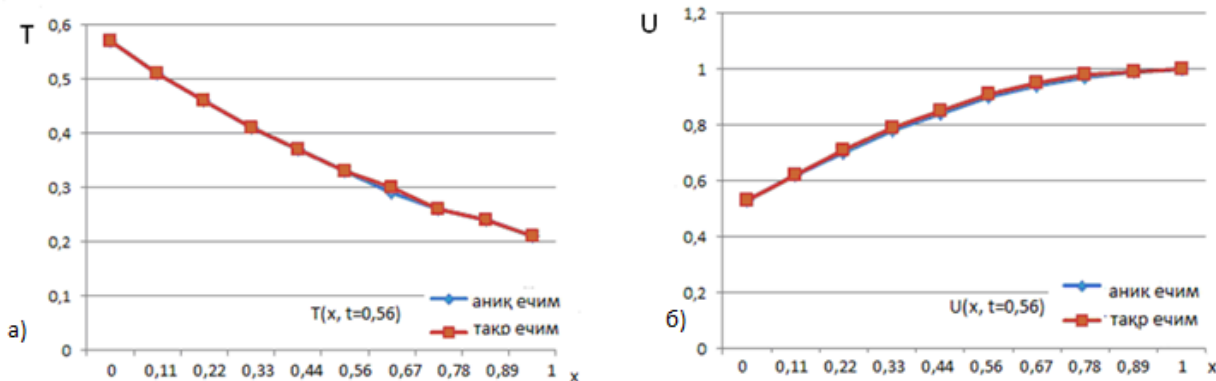 T
0,6
0,5
0,4
0,3
0,2
0,1
0
T(x, t=0,56)
аниқ ечим
тақр ечим
а)
0 0,11 0,22 0,33 0,44 0,56 0,67 0,78 0,89 1 x
U
1,2
1
0,8
0,6
0,4
0,2
0
U(x, t=0,56)
аниқ ечим
тақр ечим
б)
0 0,11 0,22 0,33 0,44 0,56 0,67 0,78 0,89 1 x